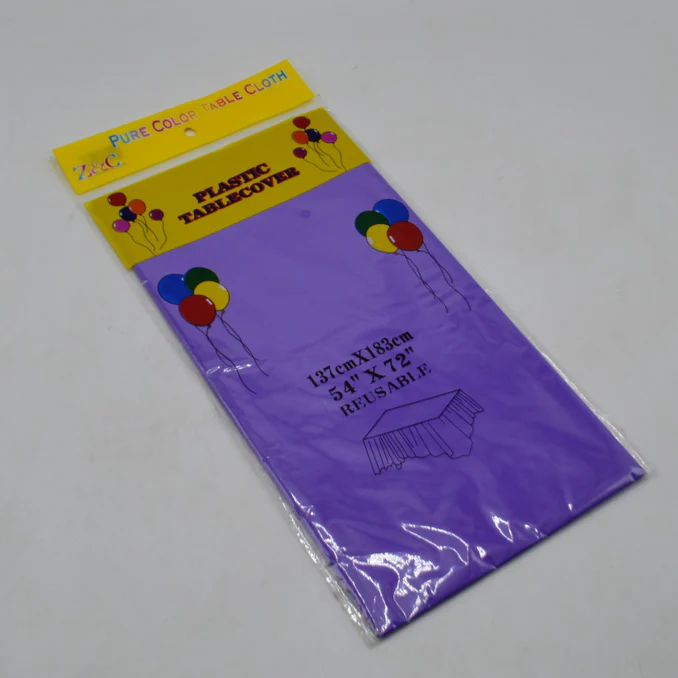 PURE COLOR TABLE CLOTH
Z&C
PLASTIC
TABLECOVER
137cmX183cm
54" X 72"
REUSABLE